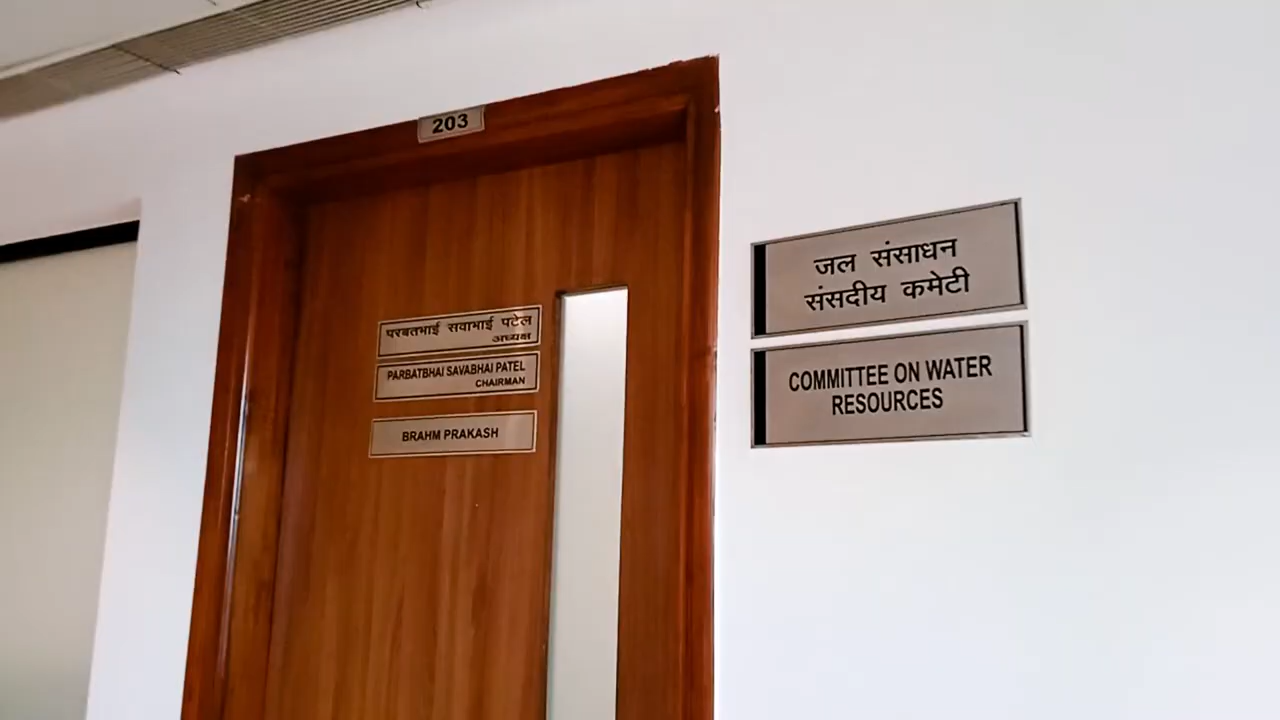 203
परबतभाई सवाभाई पटेल
अध्यक्ष
PARBATBHAI SAVABHAI PATEL
CHAIRMAN
BRAHM PRAKASH
जल संसाधन
संसदीय कमेटी
COMMITTEE ON WATER
RESOURCES